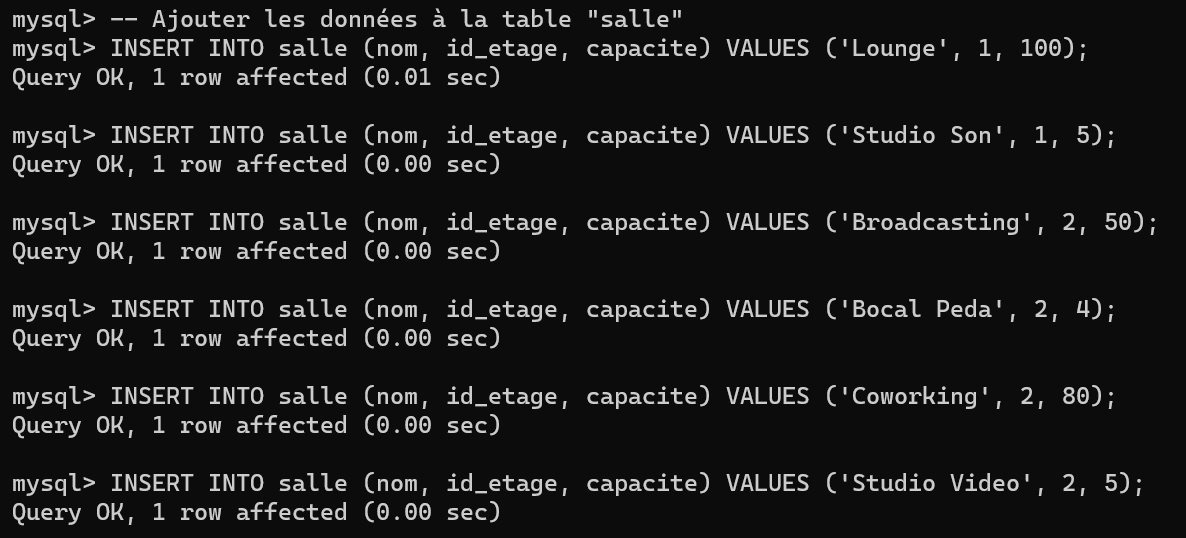 mysql> -- Ajouter les données à la table "salle"
mysql> INSERT INTO salle (nom, id_etage, capacite) VALUES ('Lounge', 1, 100);
Query OK, 1 row affected (0.01 sec)
mysql> INSERT INTO salle (nom, id_etage, capacite) VALUES ('Studio Son', 1, 5);
Query OK, 1 row affected (0.00 sec)
mysql> INSERT INTO salle (nom, id_etage, capacite) VALUES ('Broadcasting', 2, 50);
Query OK, 1 row affected (0.00 sec)
mysql> INSERT INTO salle (nom, id_etage, capacite) VALUES ('Bocal Peda', 2, 4);
Query OK, 1 row affected (0.00 sec)
mysql> INSERT INTO salle (nom, id_etage, capacite) VALUES ('Coworking', 2, 80);
Query OK, 1 row affected (0.00 sec)
mysql> INSERT INTO salle (nom, id_etage, capacite) VALUES ('Studio Video', 2, 5);
Query OK, 1 row affected (0.00 sec)